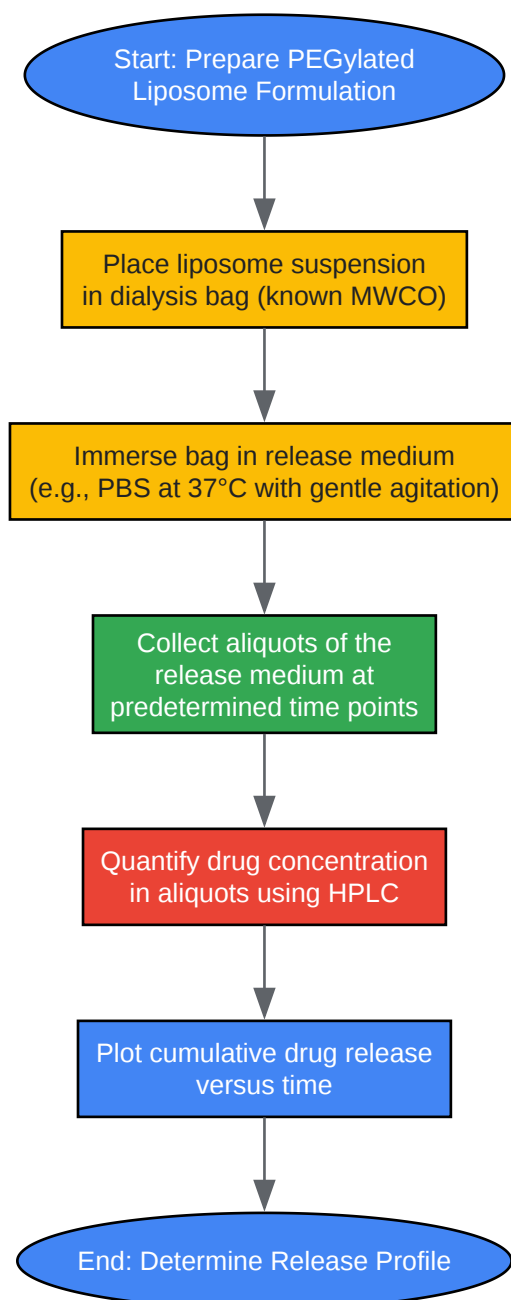 Start: Prepare PEGylated
Liposome Formulation
Place liposome suspension
in dialysis bag (known MWCO)
Immerse bag in release medium
(e.g., PBS at 37°C with gentle agitation)
Collect aliquots of the
release medium at
predetermined time points
Quantify drug concentration
in aliquots using HPLC
Plot cumulative drug release
versus time
End: Determine Release Profile